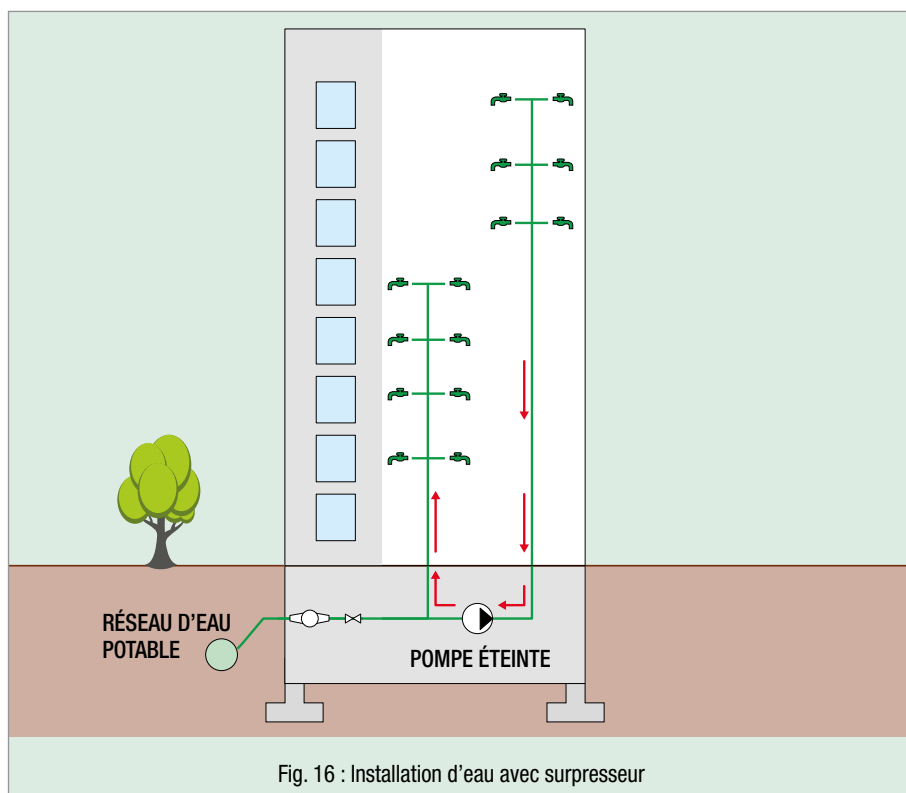 RÉSEAU D'EAU
POTABLE
POMPE ÉTEINTE
Fig. 16 : Installation d'eau avec surpresseur